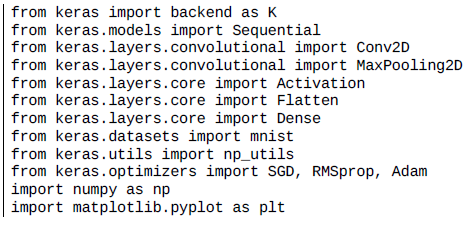 from keras import backend as K
from keras.models import Sequential
from keras.layers.convolutional import Conv2D
from keras.layers.convolutional import MaxPooling2D
from keras.layers.core import Activation
from keras.layers.core import Flatten
from keras.layers.core import Dense
from keras.datasets import mnist
from keras.utils import np_utils
from keras.optimizers import SGD, RMSprop, Adam
import numpy as np
import matplotlib.pyplot as plt